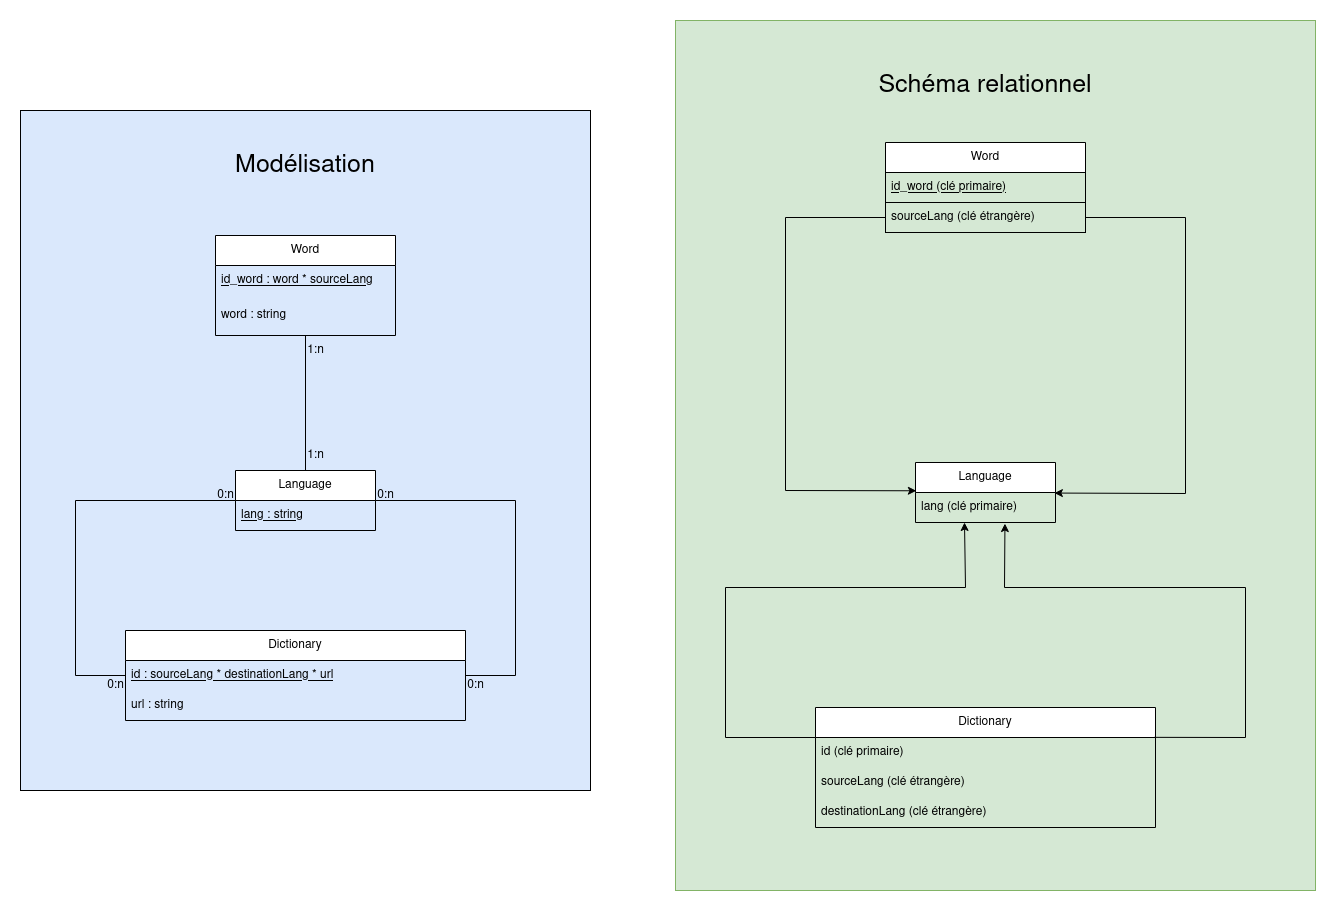 Modélisation
Word
id_word : word * sourceLang
word : string
1:n
1:n
Language
0:n
0:n
lang : string
Dictionary
id : sourceLang * destinationLang * url
0:n
0:n
url : string
Schéma relationnel
Word
id_word (clé primaire)
sourceLang (clé étrangère)
Language
lang (clé primaire)
Dictionary
id (clé primaire)
sourceLang (clé étrangère)
destinationLang (clé étrangère)